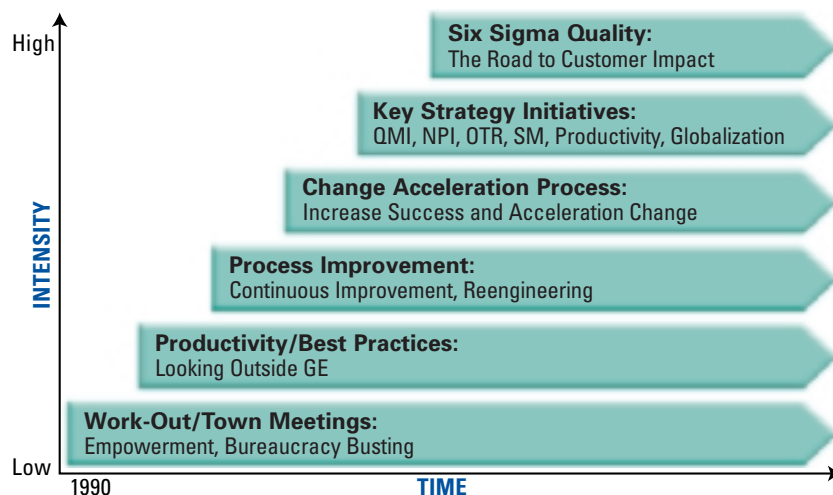 High
Six Sigma Quality:
The Road to Customer Impact
Key Strategy Initiatives:
QMI, NPI, OTR, SM, Productivity, Globalization
Change Acceleration Process:
Increase Success and Acceleration Change
INTENSITY
Process Improvement:
Continuous Improvement, Reengineering
Productivity/Best Practices:
Looking Outside GE
Work-Out/Town Meetings:
Empowerment, Bureaucracy Busting
Low
1990
TIME